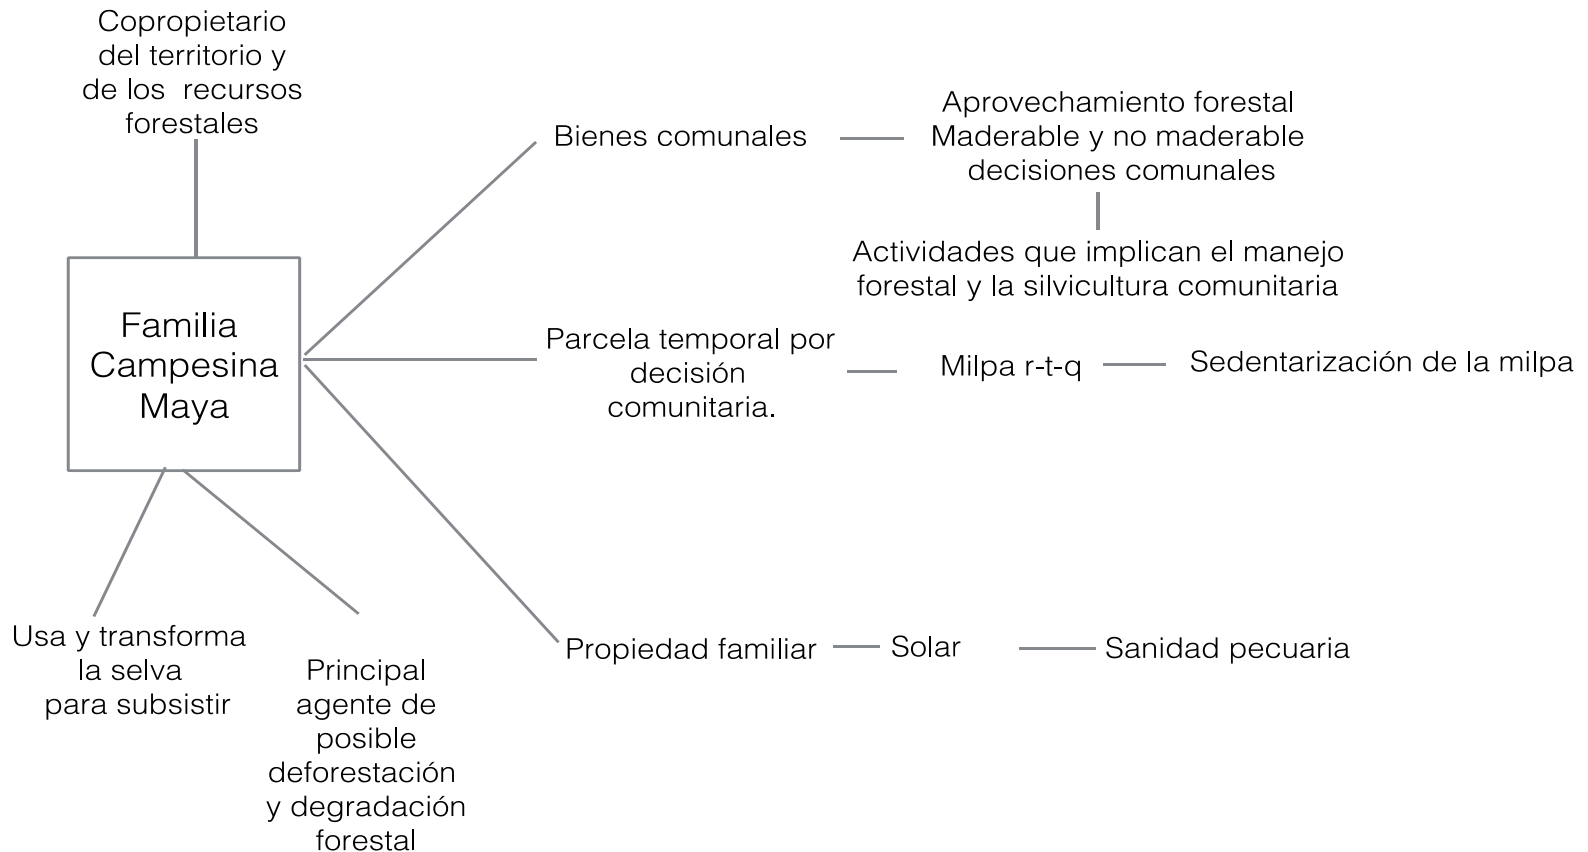 Copropietario
del territorio y
de los recursos
forestales
Bienes comunales
Aprovechamiento forestal
Maderable y no maderable
decisiones comunales
Actividades que implican el manejo
forestal y la silvicultura comunitaria
Familia
Campesina
Maya
Parcela temporal por
decisión
comunitaria.
Milpa r-t-q
Sedentarización de la milpa
Propiedad familiar
Solar
Sanidad pecuaria
Usa y transforma
la selva
para subsistir
Principal
agente de
posible
deforestación
y degradación
forestal